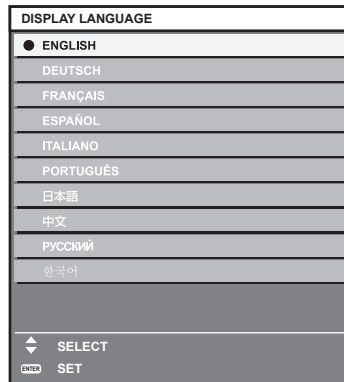 DISPLAY LANGUAGE
ENGLISH
DEUTSCH
FRANÇAIS
ESPAÑOL
ITALIANO
PORTUGUÊS
日本語
中文
РУССКИЙ
한국어
SELECT
ENTER SET